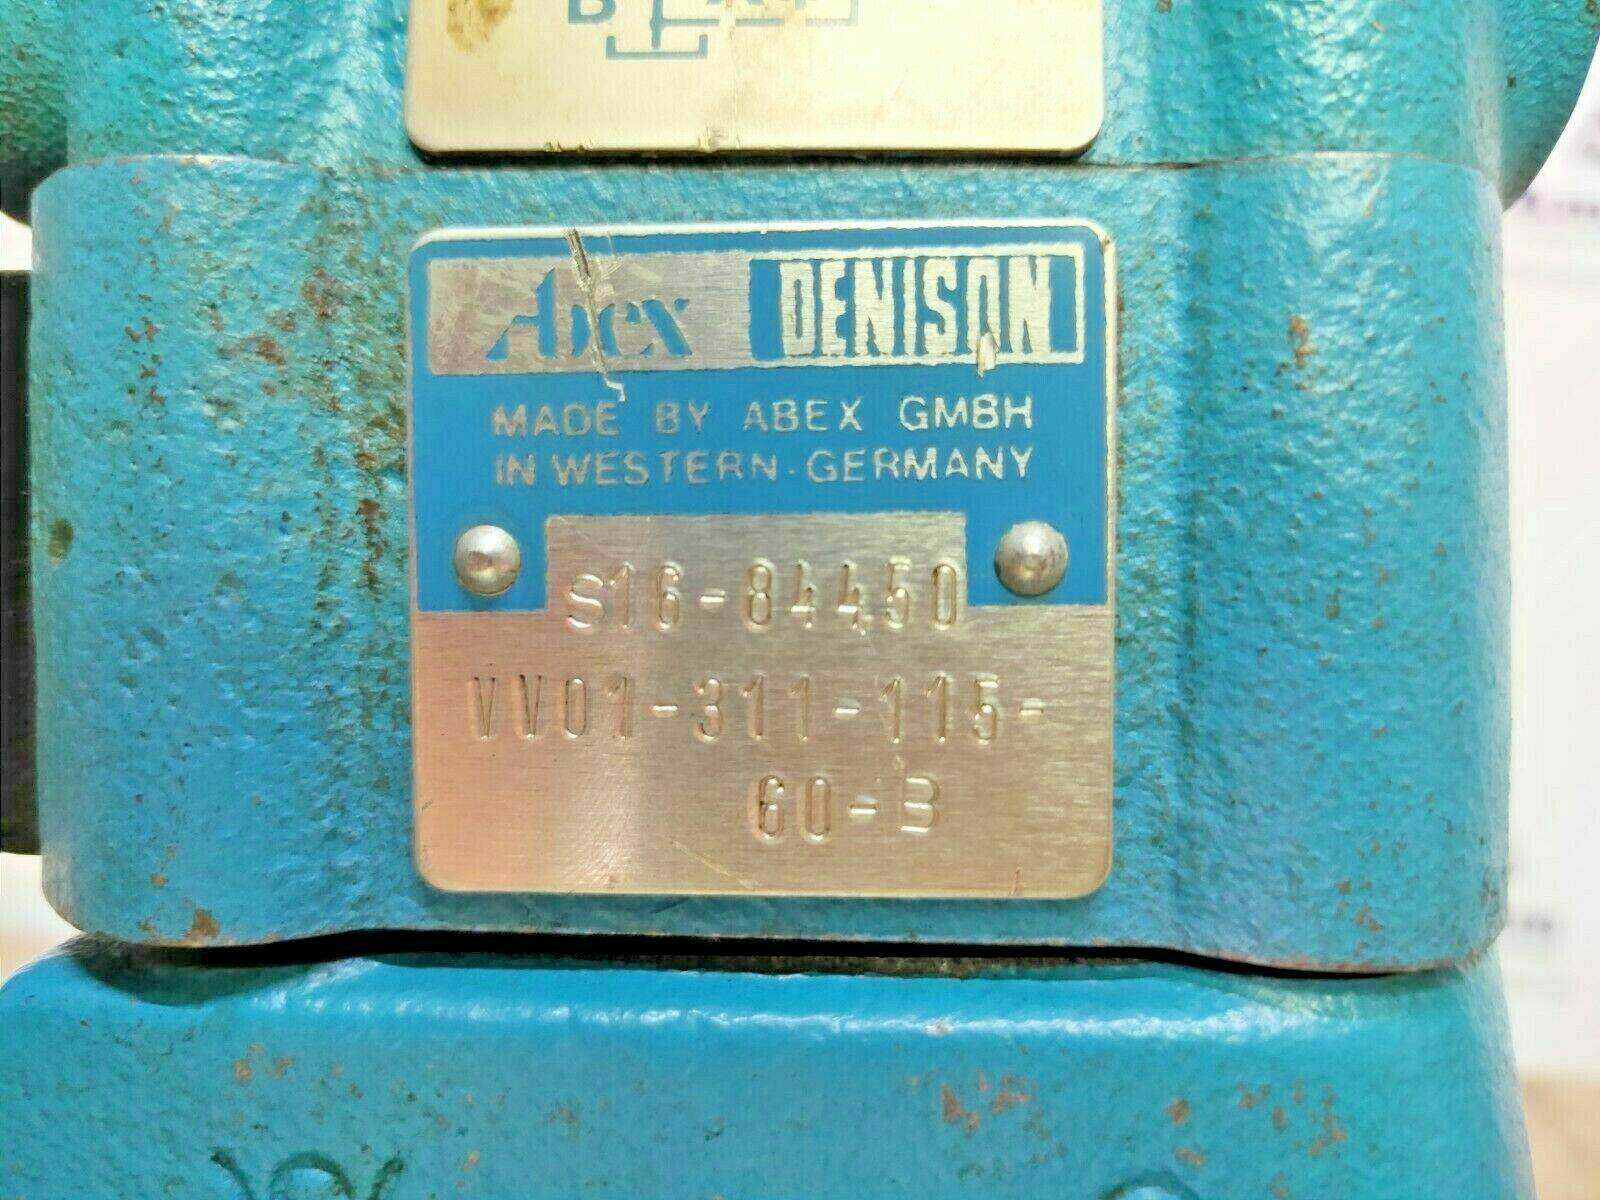 B
Abex DENISON
MADE BY ABEX GMBH
IN WESTERN-GERMANY
S16-84450
VV01-311-115-
60-B